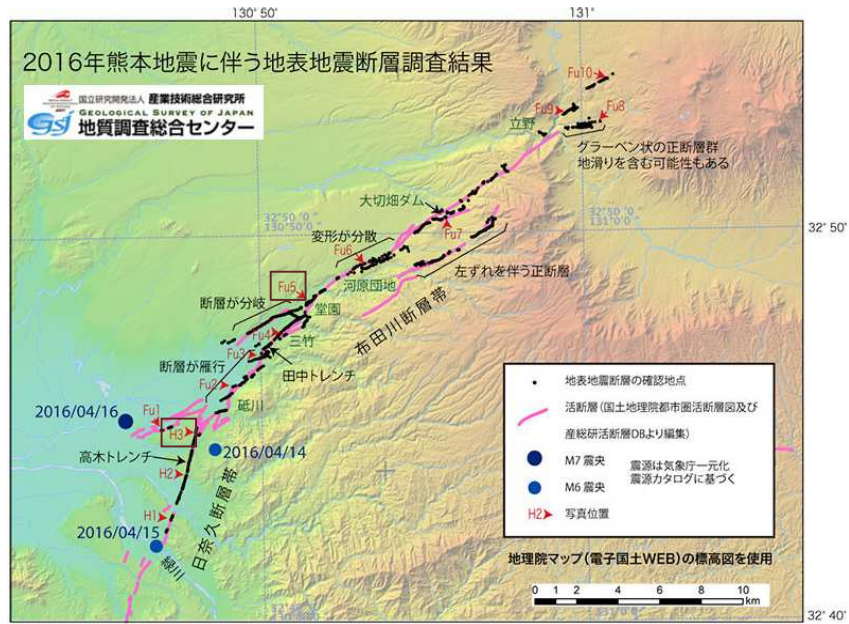 130 50'
131°
2016年熊本地震に伴う地表地震断層調査結果
国立研究開発法人 産業技術総合研究所
GEOLOGICAL SURVEY OF JAPAN
GSJ 地質調査総合センター
Fu10
Fu9
Fu8
立野
グラーベン状の正断層群
地滑りを含む可能性もある
大切畑ダム
32°50'0"
130°50'0"
32°50'0"
131°0'0"
32° 50'
変形が分散
Fu7
Fu6
左ずれを伴う正断層
河原団地
Fu5
断層が分岐
堂園
布田川断層帯
Fu4
三竹
Fu3
断層が雁行
田中トレンチ
Fu2
砥川
2016/04/16
Fu1
H3
2016/04/14
高木トレンチ
H2
日奈久断層帯
H1
2016/04/15
緑川
地表地震断層の確認地点
活断層(国土地理院都市圏活断層図及び
産総研活断層DBより編集)
M7 震央
M6 震央
震源は気象庁一元化
震源カタログに基づく
H2 写真位置
地理院マップ(電子国土WEB)の標高図を使用
0 1 2 4 6 8 10
km
32° 40'